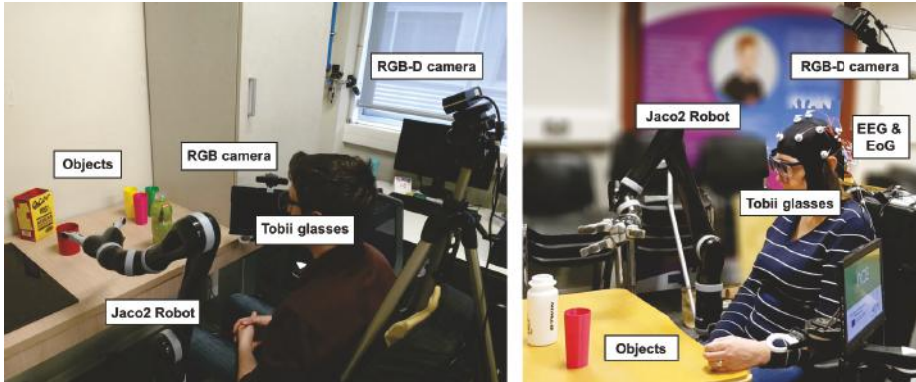 RGB-D camera
Objects
RGB camera
Tobii glasses
Jaco2 Robot
RGB-D camera
Jaco2 Robot
EEG &
EoG
Tobii glasses
Objects